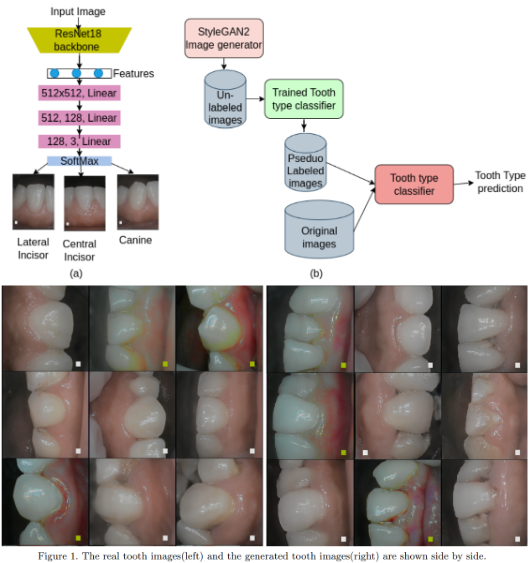 Input Image
ResNet18
backbone
Features
512x512, Linear
512, 128, Linear
128, 3, Linear
SoftMax
Lateral
Incisor
Central
Incisor
Canine
(a)
StyleGAN2
Image generator
Un-
labeled
images
Trained Tooth
type classifier
Pseduo
Labeled
images
Original
images
Tooth type
classifier
Tooth Type
prediction
(b)
Figure 1. The real tooth images(left) and the generated tooth images(right) are shown side by side.